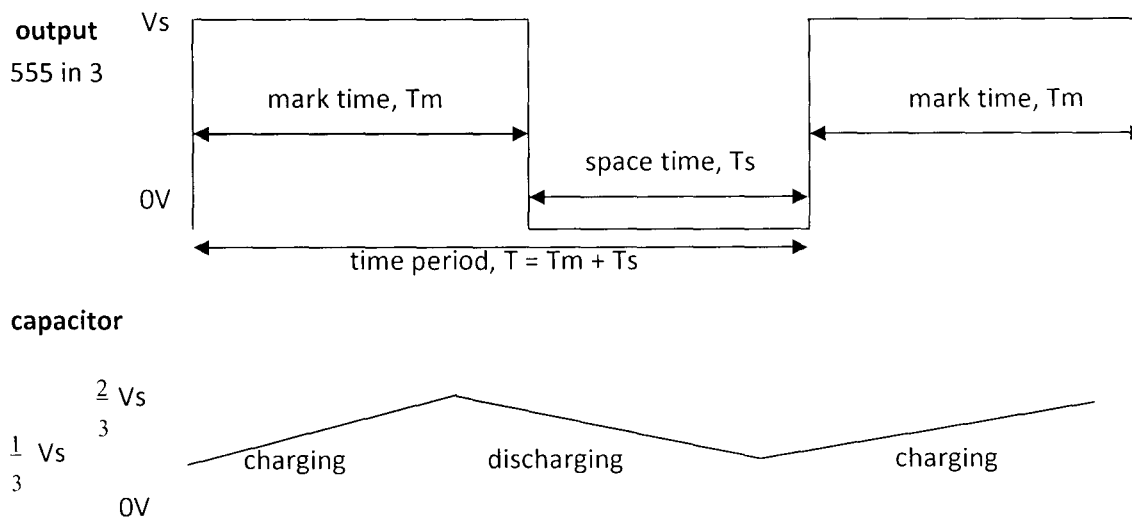 output
Vs
555 in 3
mark time, Tm
mark time, Tm
space time, Ts
0V
time period, T = Tm + Ts
capacitor
2/3 Vs
1/3 Vs
charging
discharging
charging
0V